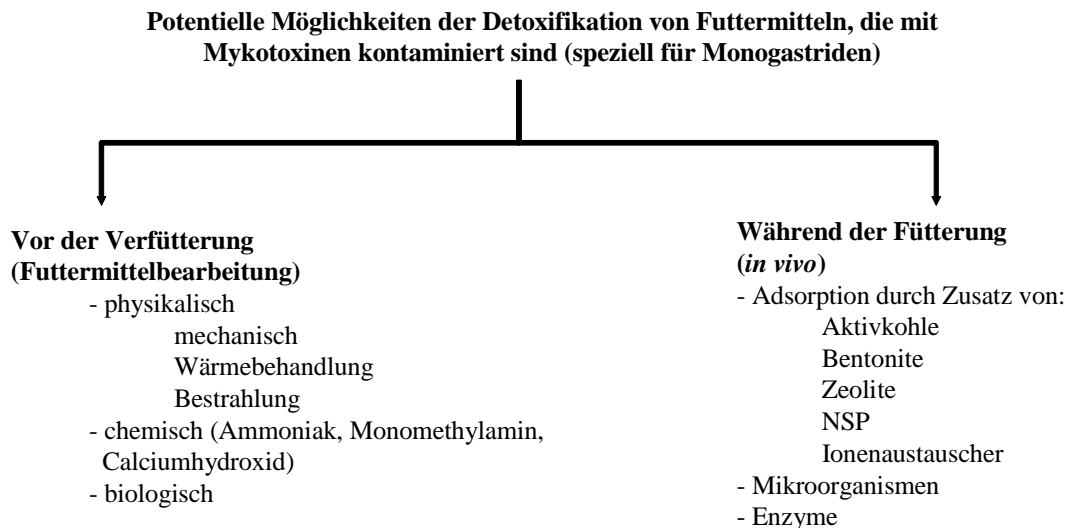 Potentielle Möglichkeiten der Detoxifikation von Futtermitteln, die mit
Mykotoxinen kontaminiert sind (speziell für Monogastriden)
Vor der Verfütterung
(Futtermittelbearbeitung)
- physikalisch
mechanisch
Wärmebehandlung
Bestrahlung
- chemisch (Ammoniak, Monomethylamin,
Calciumhydroxid)
- biologisch
Während der Fütterung
(in vivo)
- Adsorption durch Zusatz von:
Aktivkohle
Bentonite
Zeolite
NSP
Ionenaustauscher
- Mikroorganismen
- Enzyme